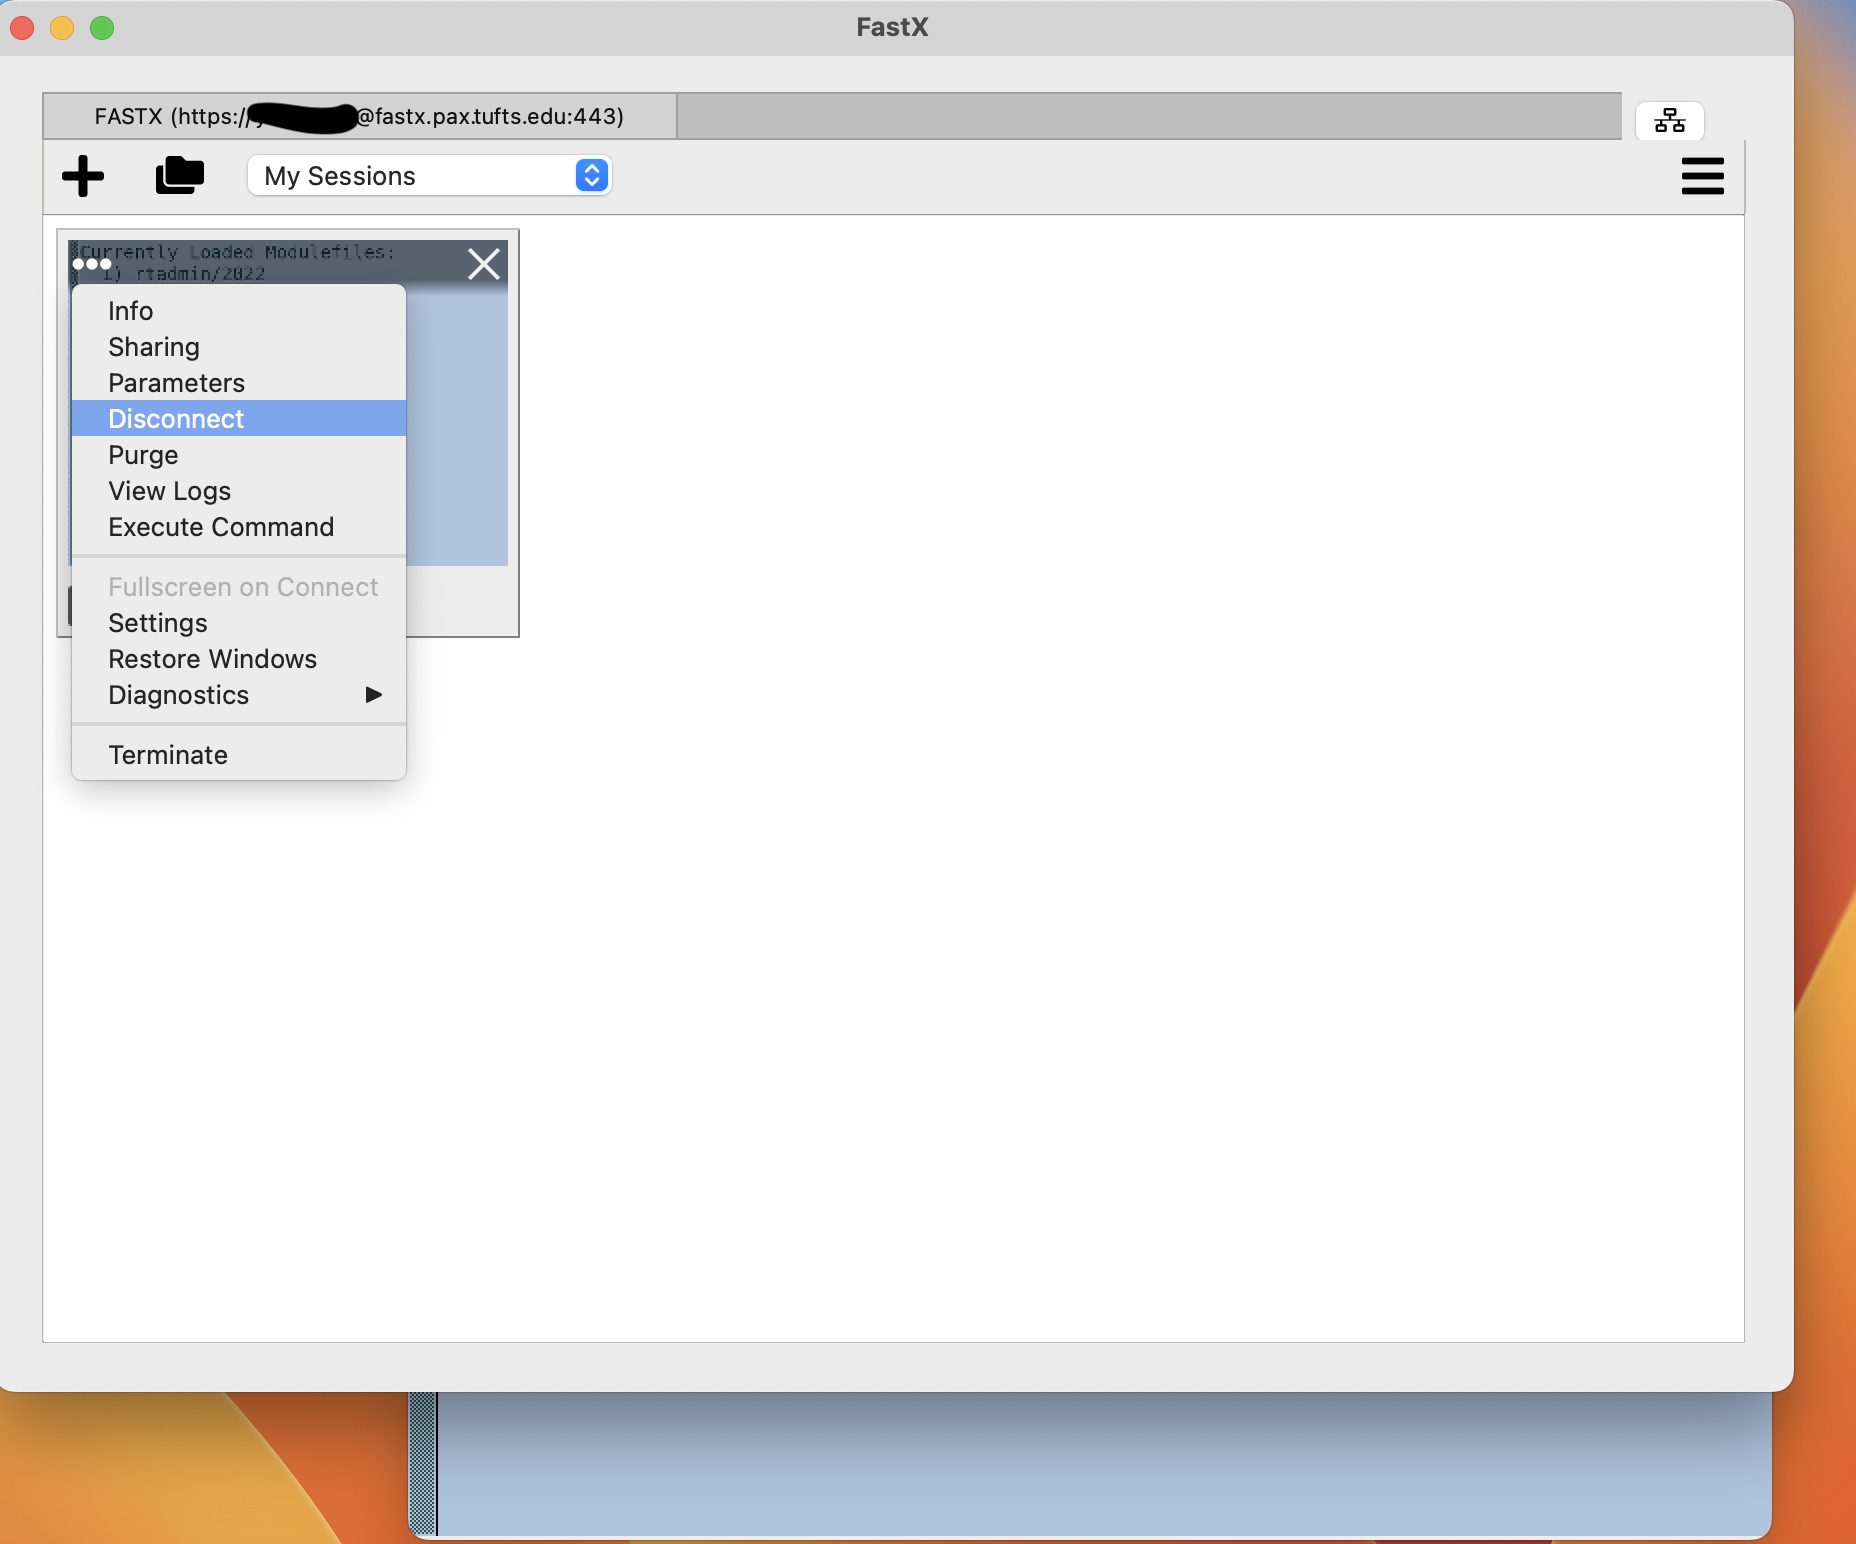 FastX
FASTX (https://@fastx.pax.tufts.edu:443)
My Sessions
Currently Loaded Modulefiles:
1) rtadmin/2022
Info
Sharing
Parameters
Disconnect
Purge
View Logs
Execute Command
Fullscreen on Connect
Settings
Restore Windows
Diagnostics
Terminate